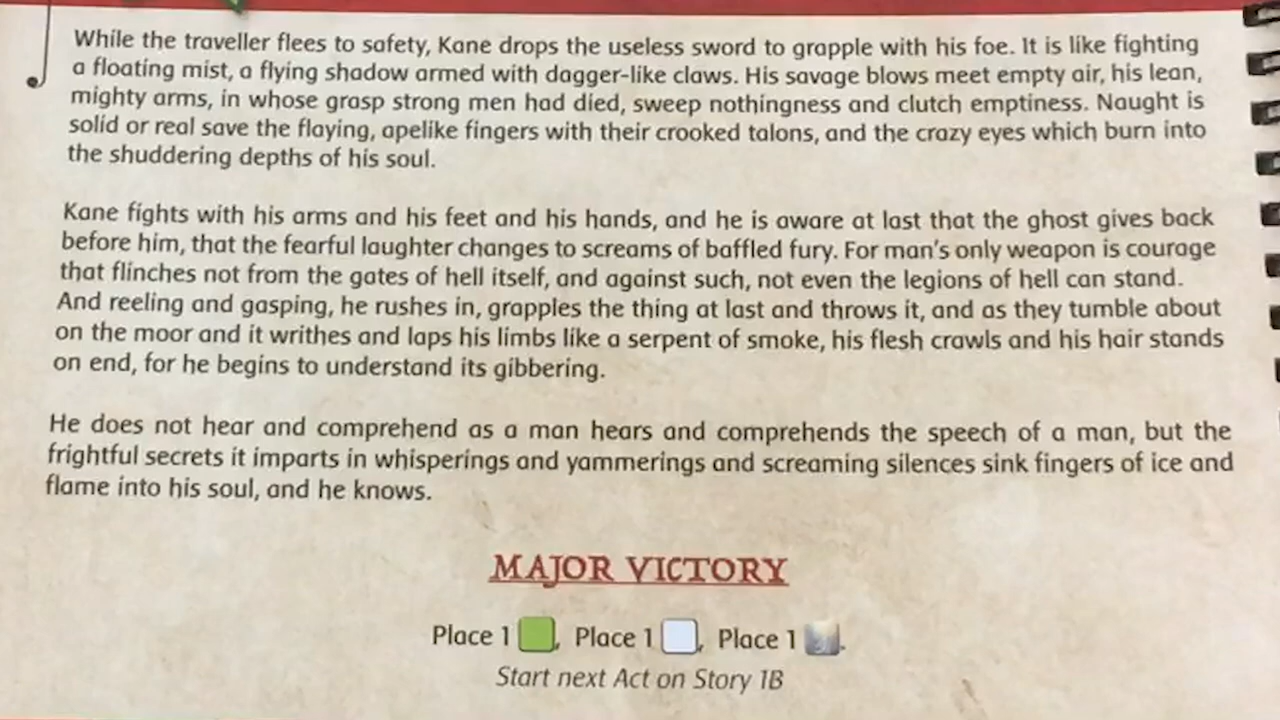 While the traveller flees to safety, Kane drops the useless sword to grapple with his foe. It is like fighting
a floating mist, a flying shadow armed with dagger-like claws. His savage blows meet empty air, his lean,
mighty arms, in whose grasp strong men had died, sweep nothingness and clutch emptiness. Naught is
solid or real save the flaying, apelike fingers with their crooked talons, and the crazy eyes which burn into
the shuddering depths of his soul.
Kane fights with his arms and his feet and his hands, and he is aware at last that the ghost gives back
before him, that the fearful laughter changes to screams of baffled fury. For man's only weapon is courage
that flinches not from the gates of hell itself, and against such, not even the legions of hell can stand.
And reeling and gasping, he rushes in, grapples the thing at last and throws it, and as they tumble about
on the moor and it writhes and laps his limbs like a serpent of smoke, his flesh crawls and his hair stands
on end, for he begins to understand its gibbering.
He does not hear and comprehend as a man hears and comprehends the speech of a man, but the
frightful secrets it imparts in whisperings and yammerings and screaming silences sink fingers of ice and
flame into his soul, and he knows.
MAJOR VICTORY
Place 1 , Place 1 , Place 1 .
Start next Act on Story 1B